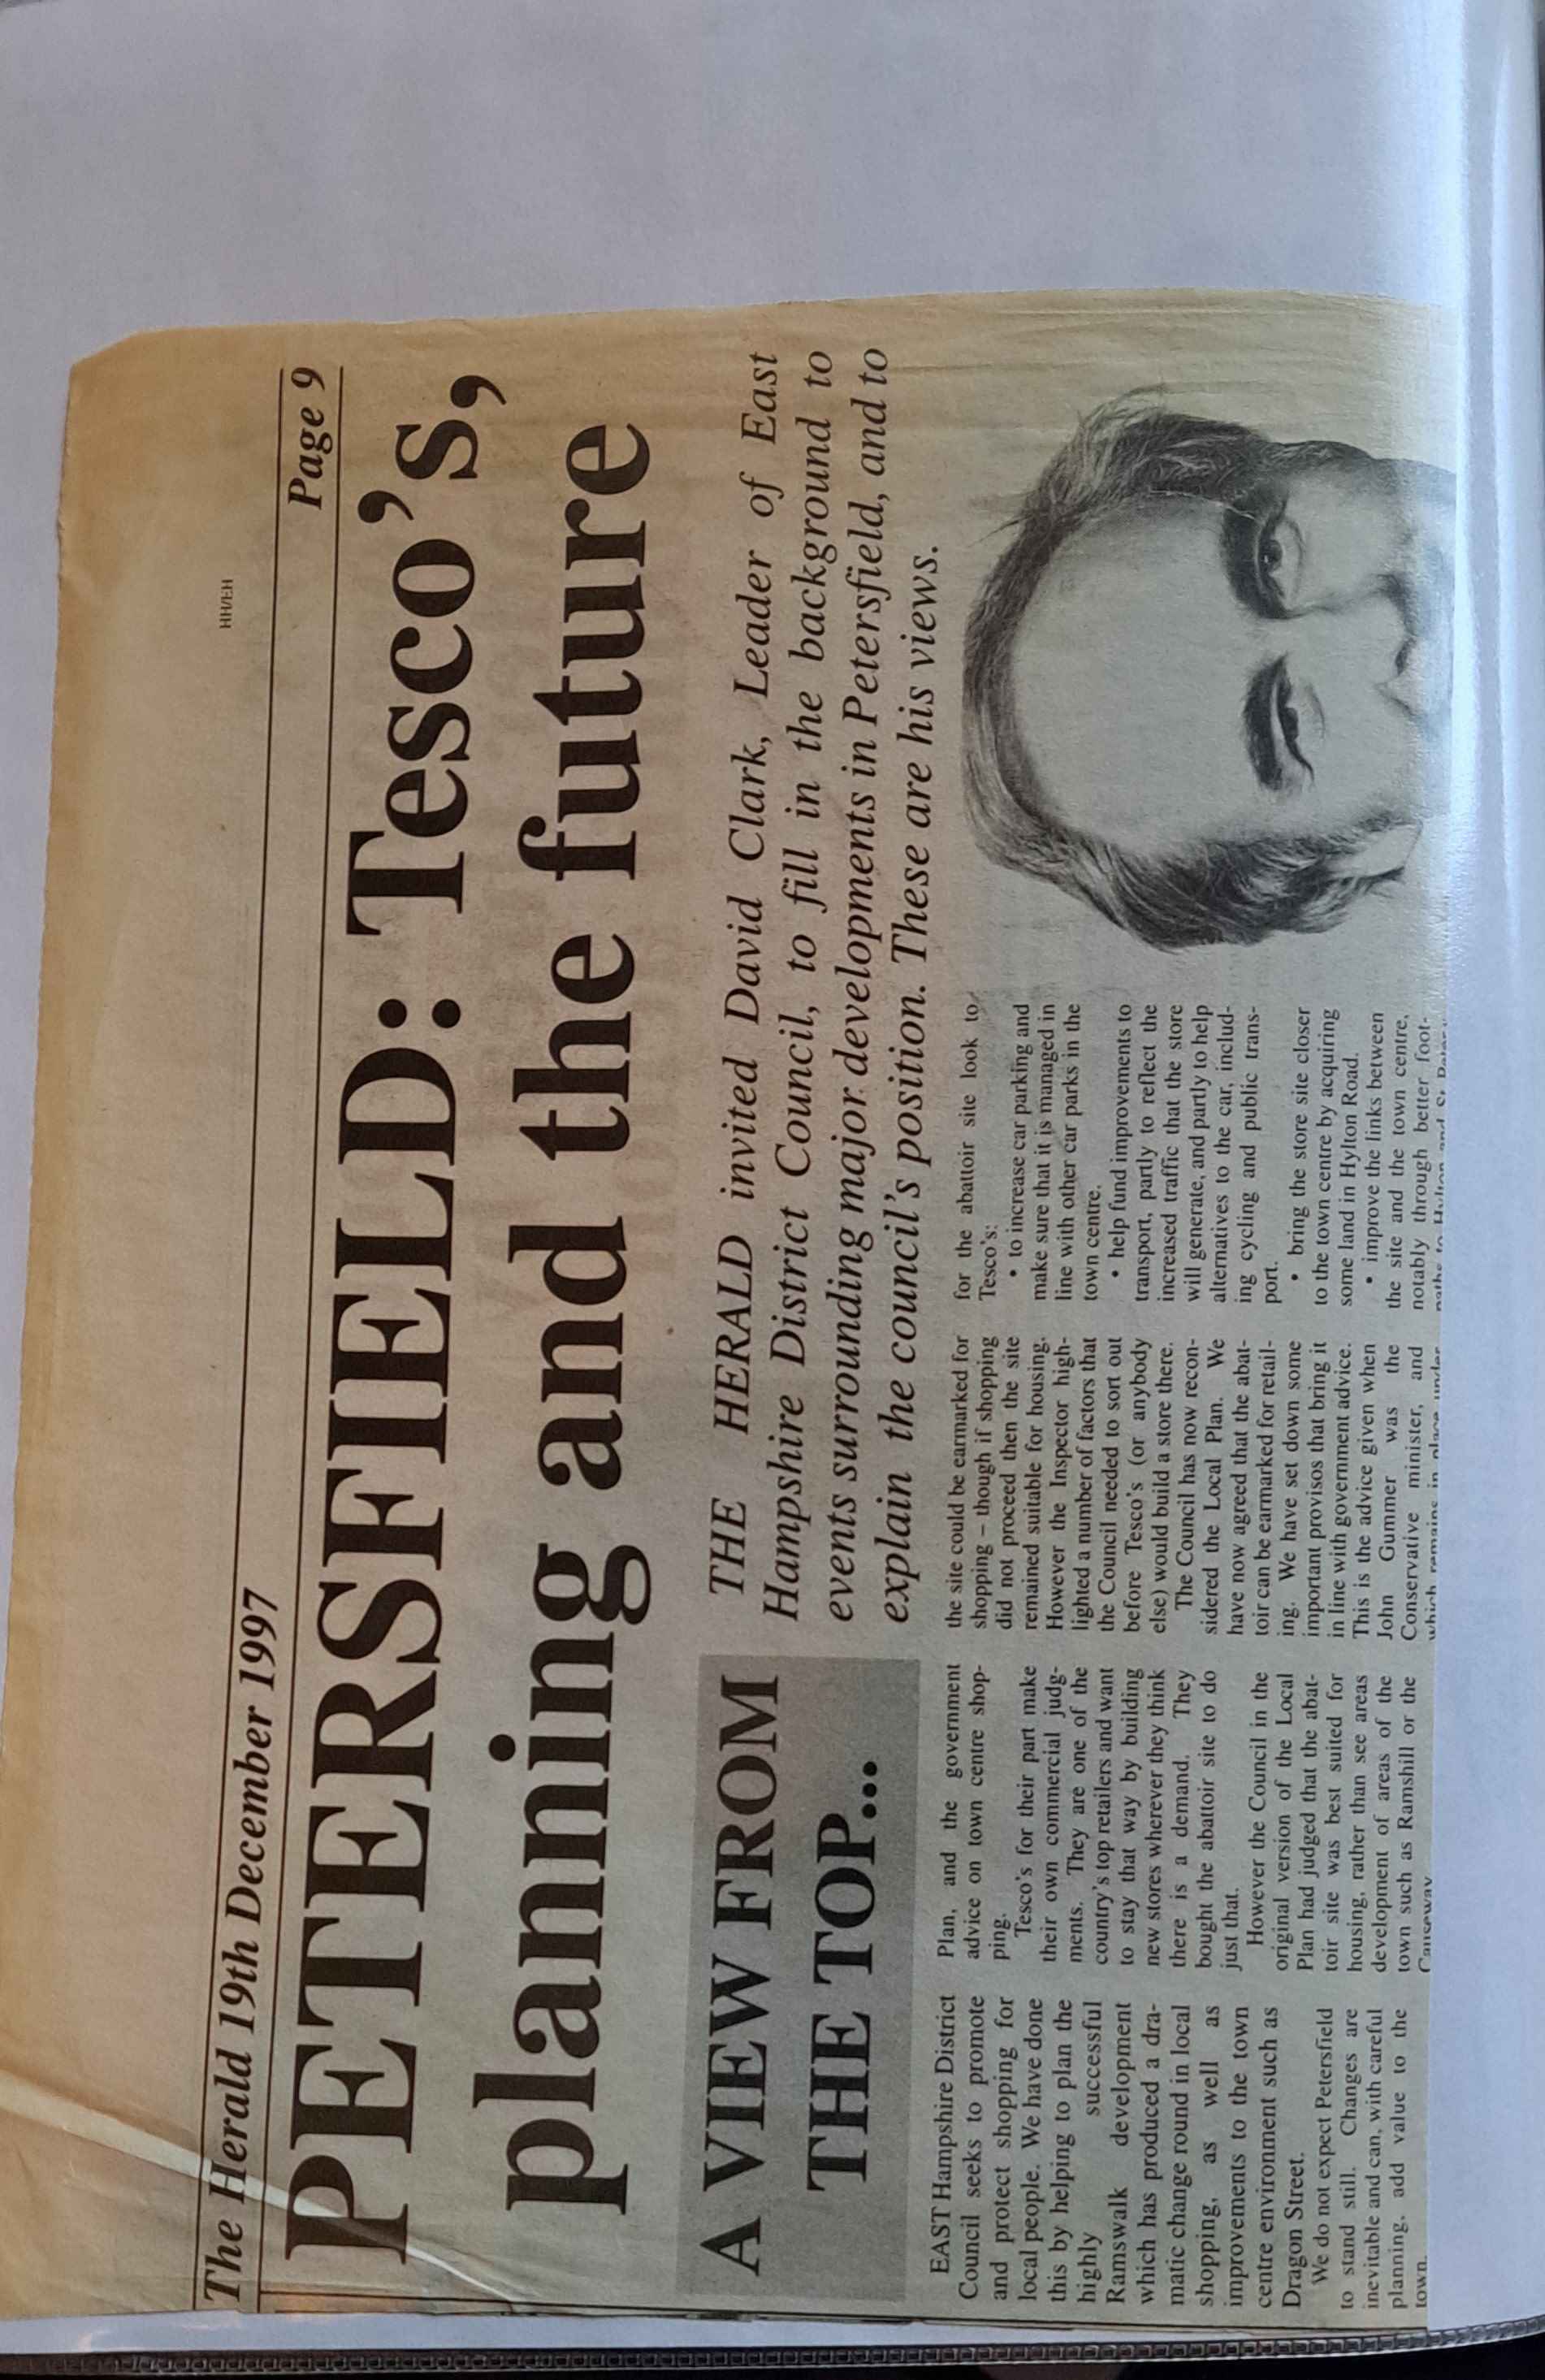 HH/EH
The Herald 19th December 1997
Page 9
PETERSFIELD: Tesco's,
planning and the future
A VIEW FROM
THE TOP...
THE HERALD invited David Clark, Leader of East
Hampshire District Council, to fill in the background to
events surrounding major developments in Petersfield, and to
explain the council's position. These are his views.
EAST Hampshire District
Council seeks to promote
and protect shopping for
local people. We have done
this by helping to plan the
highly successful
Ramswalk development
which has produced a dra-
matic change round in local
shopping, as well as
improvements to the town
centre environment such as
Dragon Street.
We do not expect Petersfield
to stand still. Changes are
inevitable and can, with careful
planning, add value to the
town.
Plan, and the government
advice on town centre shop-
ping.
Tesco's for their part make
their own commercial judg-
ments. They are one of the
country's top retailers and want
to stay that way by building
new stores wherever they think
there is a demand. They
bought the abattoir site to do
just that.
However the Council in the
original version of the Local
Plan had judged that the abat-
toir site was best suited for
housing, rather than see areas
development of areas of the
town such as Ramshill or the
Causeway
the site could be earmarked for
shopping – though if shopping
did not proceed then the site
remained suitable for housing.
However the Inspector high-
lighted a number of factors that
the Council needed to sort out
before Tesco's (or anybody
else) would build a store there.
The Council has now recon-
sidered the Local Plan. We
have now agreed that the abat-
toir can be earmarked for retail-
ing. We have set down some
important provisos that bring it
in line with government advice.
This is the advice given when
John Gummer was the
Conservative minister, and
which remains in place under
for the abattoir site look to
Tesco's:
• to increase car parking and
make sure that it is managed in
line with other car parks in the
town centre.
• help fund improvements to
transport, partly to reflect the
increased traffic that the store
will generate, and partly to help
alternatives to the car, includ-
ing cycling and public trans-
port.
• bring the store site closer
to the town centre by acquiring
some land in Hylton Road.
• improve the links between
the site and the town centre,
notably through better foot-
paths to Hylton and St Peter